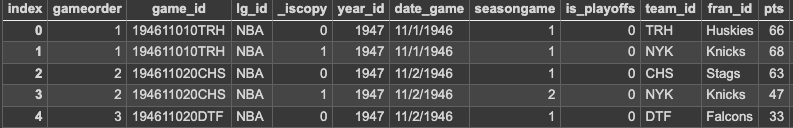 index gameorder game_id lg_id _iscopy year_id date_game seasongame is_playoffs team_id fran_id pts
0 1 194611010TRH NBA 0 1947 11/1/1946 1 0 TRH Huskies 66
1 1 194611010TRH NBA 1 1947 11/1/1946 1 0 NYK Knicks 68
2 2 194611020CHS NBA 0 1947 11/2/1946 1 0 CHS Stags 63
3 2 194611020CHS NBA 1 1947 11/2/1946 2 0 NYK Knicks 47
4 3 194611020DTF NBA 0 1947 11/2/1946 1 0 DTF Falcons 33